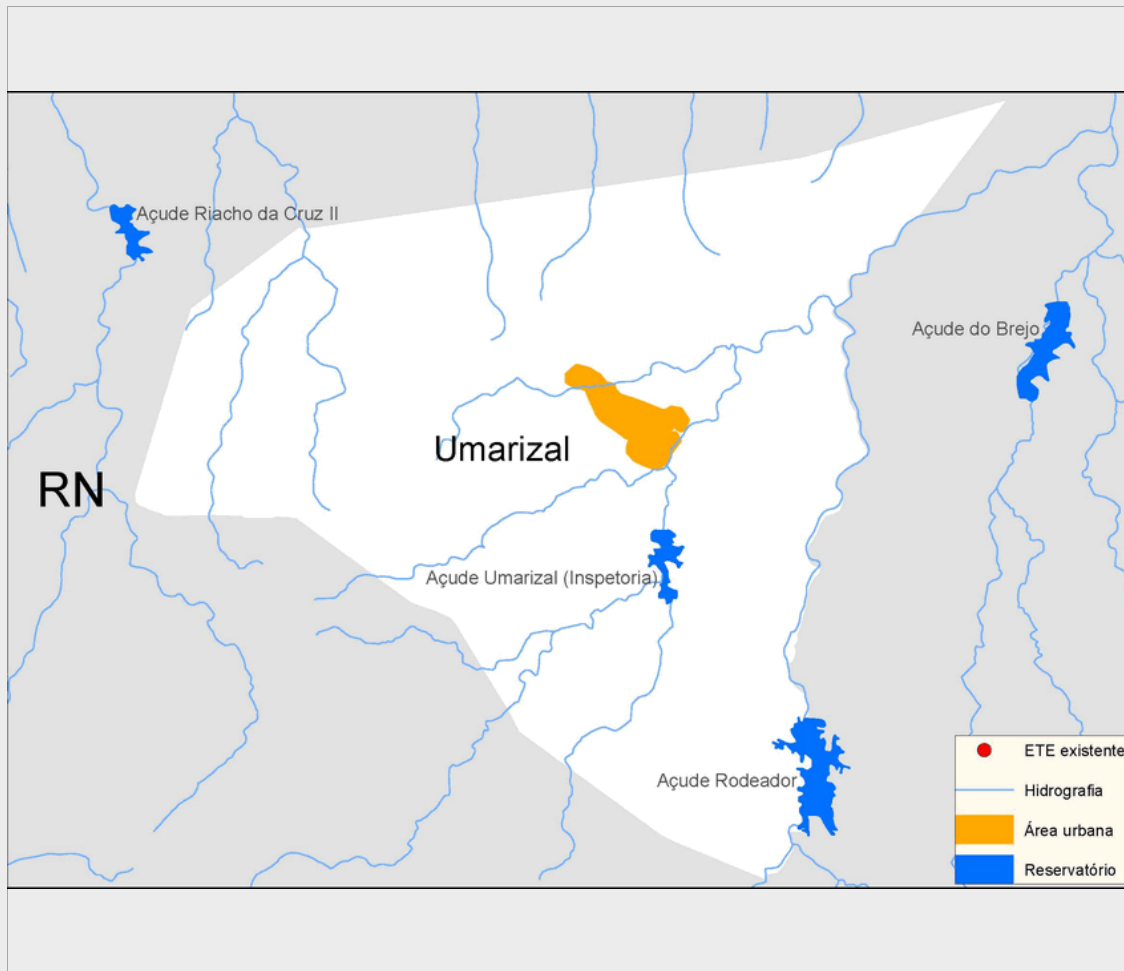 Açude Riacho da Cruz II
Açude do Brejo
Umarizal
RN
Açude Umarizal (Inspetoria)
Açude Rodeador
ETE existente
Hidrografia
Área urbana
Reservatório